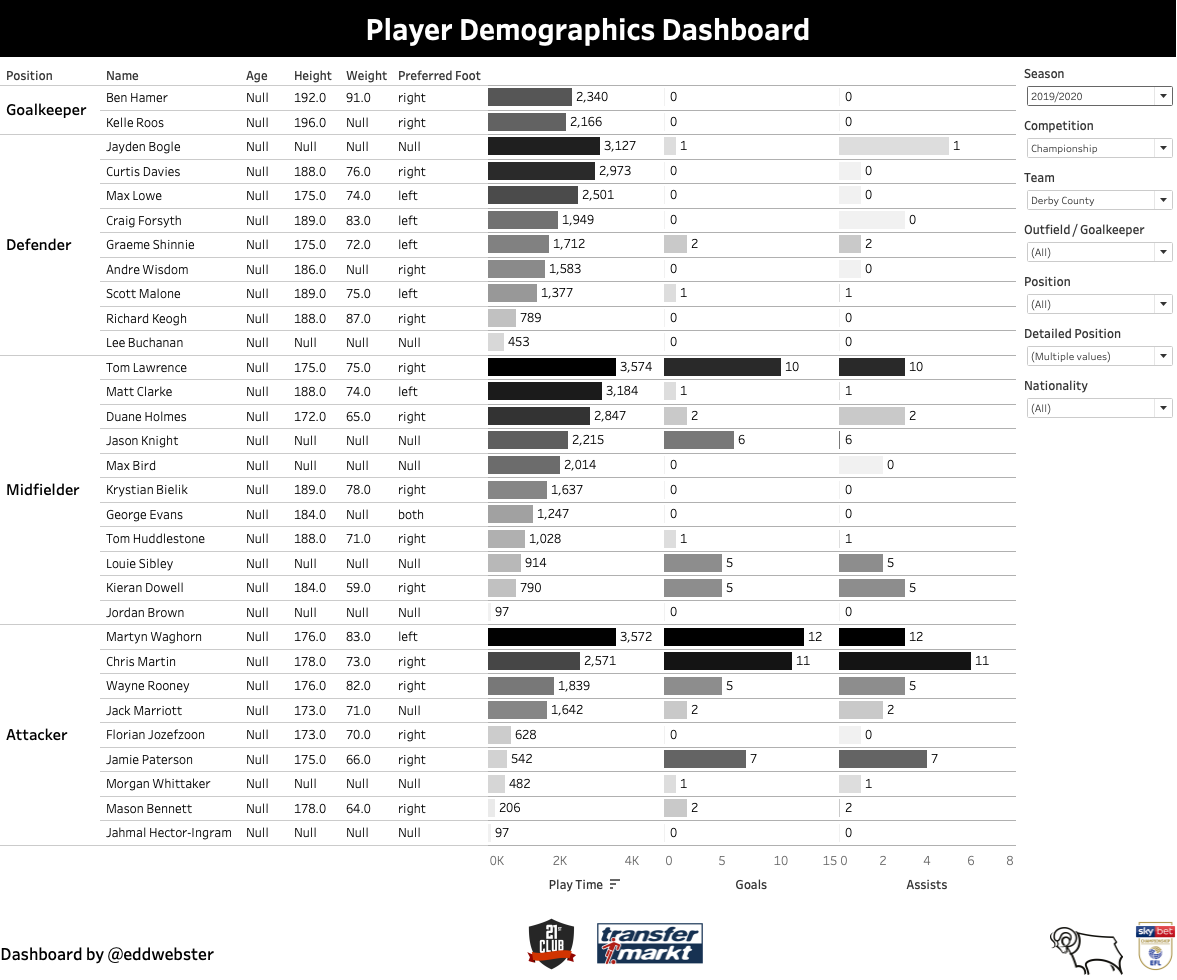 Player Demographics Dashboard
Position Name Age Height Weight Preferred Foot
Goalkeeper
Ben Hamer Null 192.0 91.0 right 2,340 0 0
Kelle Roos Null 196.0 Null right 2,166 0 0
Defender
Jayden Bogle Null Null Null Null 3,127 1 1
Curtis Davies Null 188.0 76.0 right 2,973 0 0
Max Lowe Null 175.0 74.0 left 2,501 0 0
Craig Forsyth Null 189.0 83.0 left 1,949 0 0
Graeme Shinnie Null 175.0 72.0 left 1,712 2 2
Andre Wisdom Null 186.0 Null right 1,583 0 0
Scott Malone Null 189.0 75.0 left 1,377 1 1
Richard Keogh Null 188.0 87.0 right 789 0 0
Lee Buchanan Null Null Null Null 453 0 0
Midfielder
Tom Lawrence Null 175.0 75.0 right 3,574 10 10
Matt Clarke Null 188.0 74.0 left 3,184 1 1
Duane Holmes Null 172.0 65.0 right 2,847 2 2
Jason Knight Null Null Null Null 2,215 6 6
Max Bird Null Null Null Null 2,014 0 0
Krystian Bielik Null 189.0 78.0 right 1,637 0 0
George Evans Null 184.0 Null both 1,247 0 0
Tom Huddlestone Null 188.0 71.0 right 1,028 1 1
Louie Sibley Null Null Null Null 914 5 5
Kieran Dowell Null 184.0 59.0 right 790 5 5
Jordan Brown Null Null Null Null 97 0 0
Attacker
Martyn Waghorn Null 176.0 83.0 left 3,572 12 12
Chris Martin Null 178.0 73.0 right 2,571 11 11
Wayne Rooney Null 176.0 82.0 right 1,839 5 5
Jack Marriott Null 173.0 71.0 Null 1,642 2 2
Florian Jozefzoon Null 173.0 70.0 right 628 0 0
Jamie Paterson Null 175.0 66.0 right 542 7 7
Morgan Whittaker Null Null Null Null 482 1 1
Mason Bennett Null 178.0 64.0 right 206 2 2
Jahmal Hector-Ingram Null Null Null Null 97 0 0
0K 2K 4K 0 5 10 15 0 2 4 6 8
Play Time Goals Assists
Season
2019/2020
Competition
Championship
Team
Derby County
Outfield / Goalkeeper
(All)
Position
(All)
Detailed Position
(Multiple values)
Nationality
(All)
Dashboard by @eddwebster
21ST
CLUB
transfer
markt
sky bet
CHAMPIONSHIP
EFL